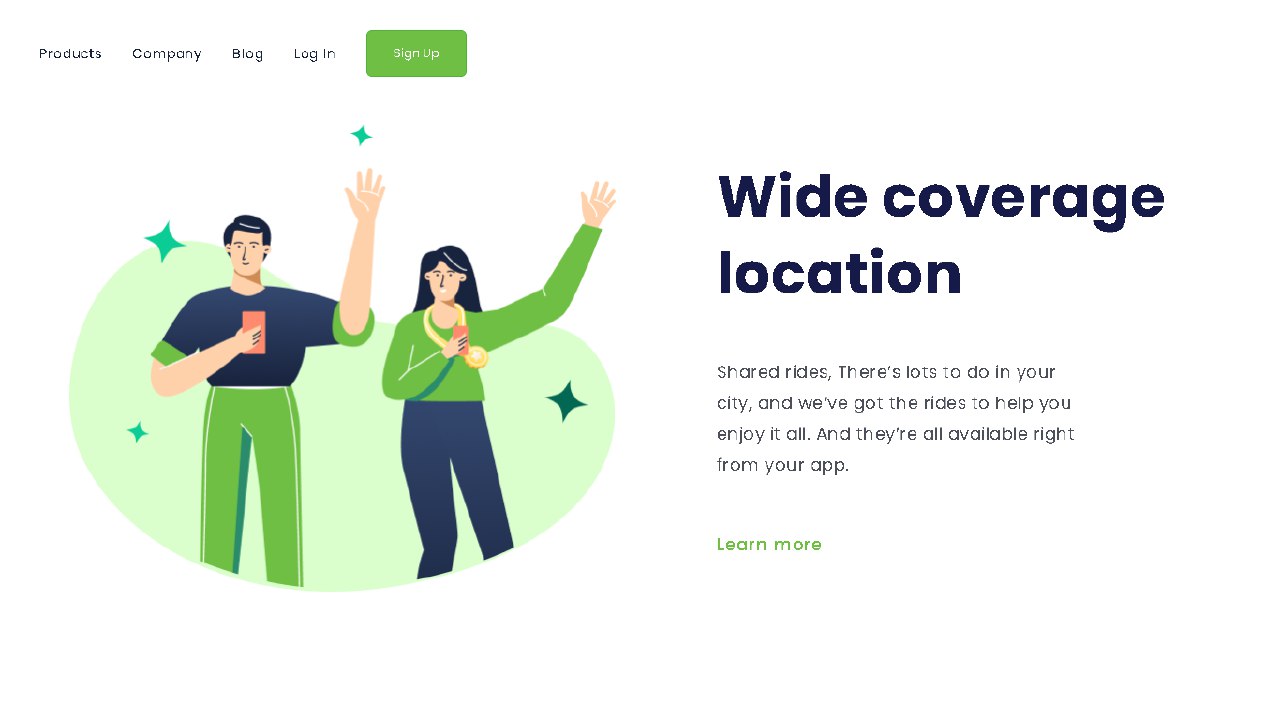 Products Company Blog Log In Sign Up
Wide coverage
location
Shared rides, There's lots to do in your
city, and we've got the rides to help you
enjoy it all. And they're all available right
from your app.
Learn more